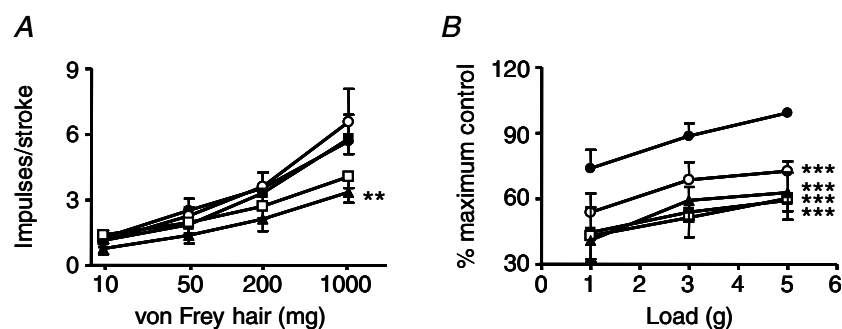 A
B
Impulses/stroke
9
6
3
0
**
10 50 200 1000
von Frey hair (mg)
% maximum control
120
90
60
30
***
***
***
***
0 1 2 3 4 5 6
Load (g)